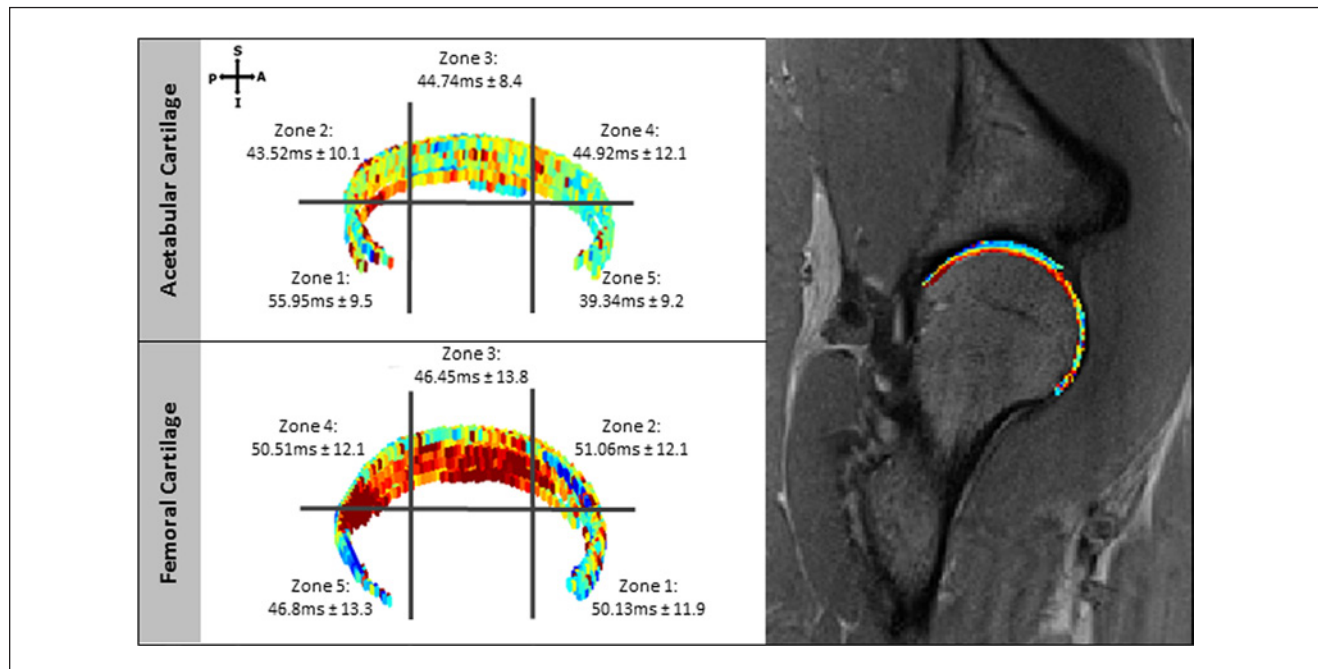 Acetabular Cartilage
S
P A
I
Zone 3:
44.74ms ± 8.4
Zone 2:
43.52ms ± 10.1
Zone 4:
44.92ms ± 12.1
Zone 1:
55.95ms ± 9.5
Zone 5:
39.34ms ± 9.2
Femoral Cartilage
Zone 3:
46.45ms ± 13.8
Zone 4:
50.51ms ± 12.1
Zone 2:
51.06ms ± 12.1
Zone 5:
46.8ms ± 13.3
Zone 1:
50.13ms ± 11.9